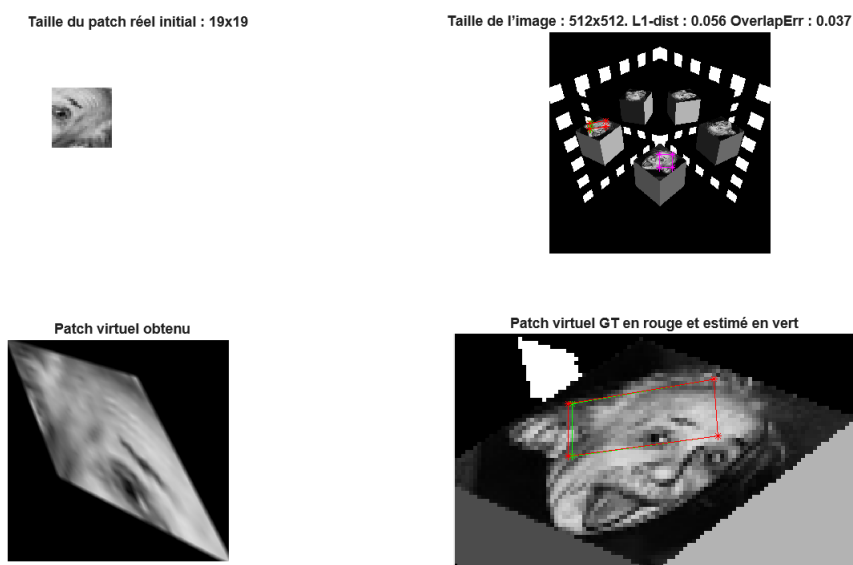 Taille du patch réel initial : 19x19
Taille de l'image : 512x512. L1-dist : 0.056 OverlapErr : 0.037
Patch virtuel obtenu
Patch virtuel GT en rouge et estimé en vert